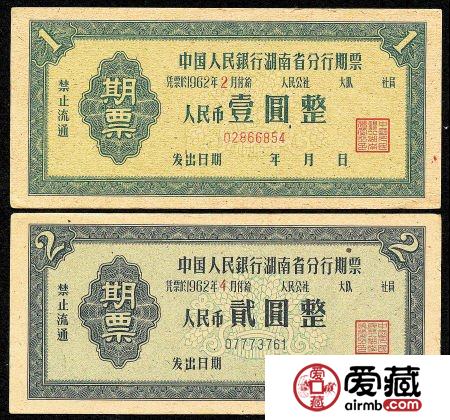 1
1
中国人民银行湖南省分行期票
禁止流通
期票
凭票於1962年2月付给 人民公社 大队 社员
人民币壹圆整
02866854
发出日期 年 月 日
2
2
中国人民银行湖南省分行期票
禁止流通
期票
凭票於1962年4月付给 人民公社 大队 社员
人民币贰圆整
07773761
发出日期
爱藏
airmb.com